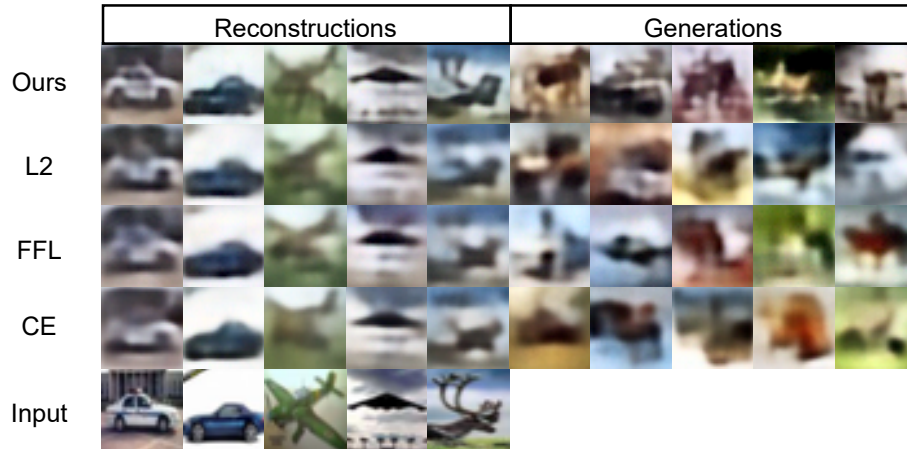 Reconstructions Generations
Ours
L2
FFL
CE
Input